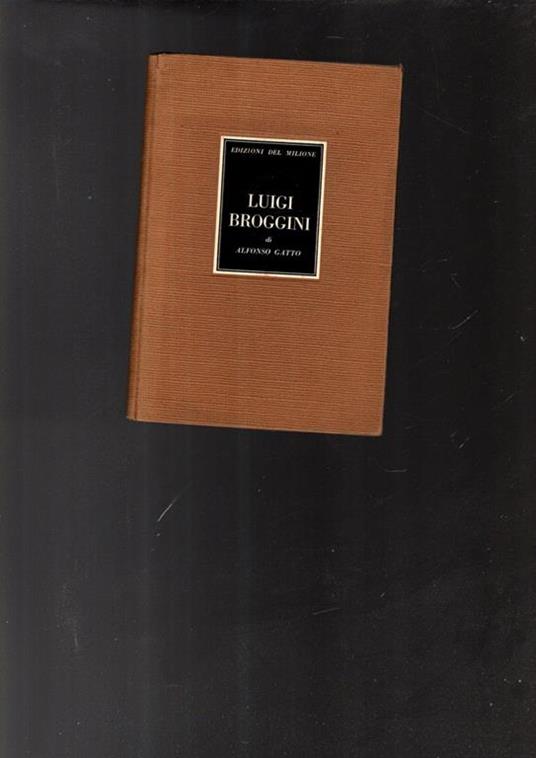 EDIZIONI DEL MILIONE
LUIGI
BROGGINI
di
ALFONSO GATTO